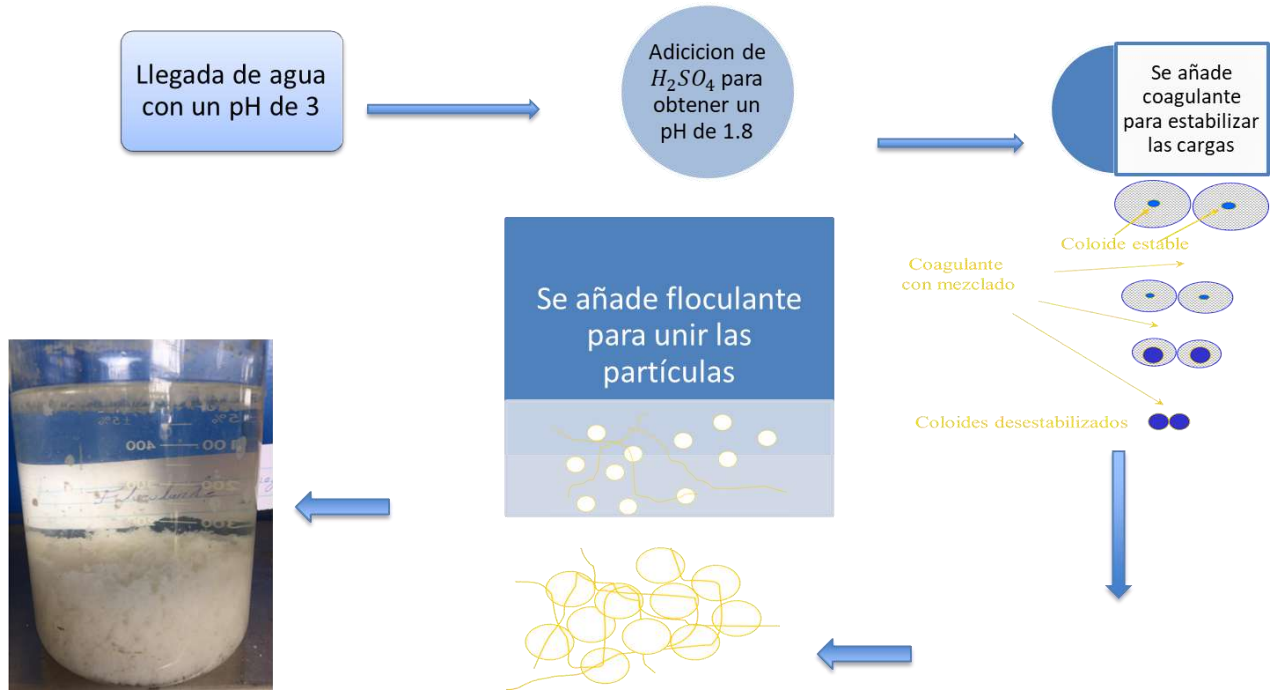 Llegada de agua
con un pH de 3
Adicicion de
H₂SO₄ para
obtener un
pH de 1.8
Se añade
coagulante
para estabilizar
las cargas
Coloide estable
Coagulante
con mezclado
Coloides desestabilizados
Se añade floculante
para unir las
partículas
400